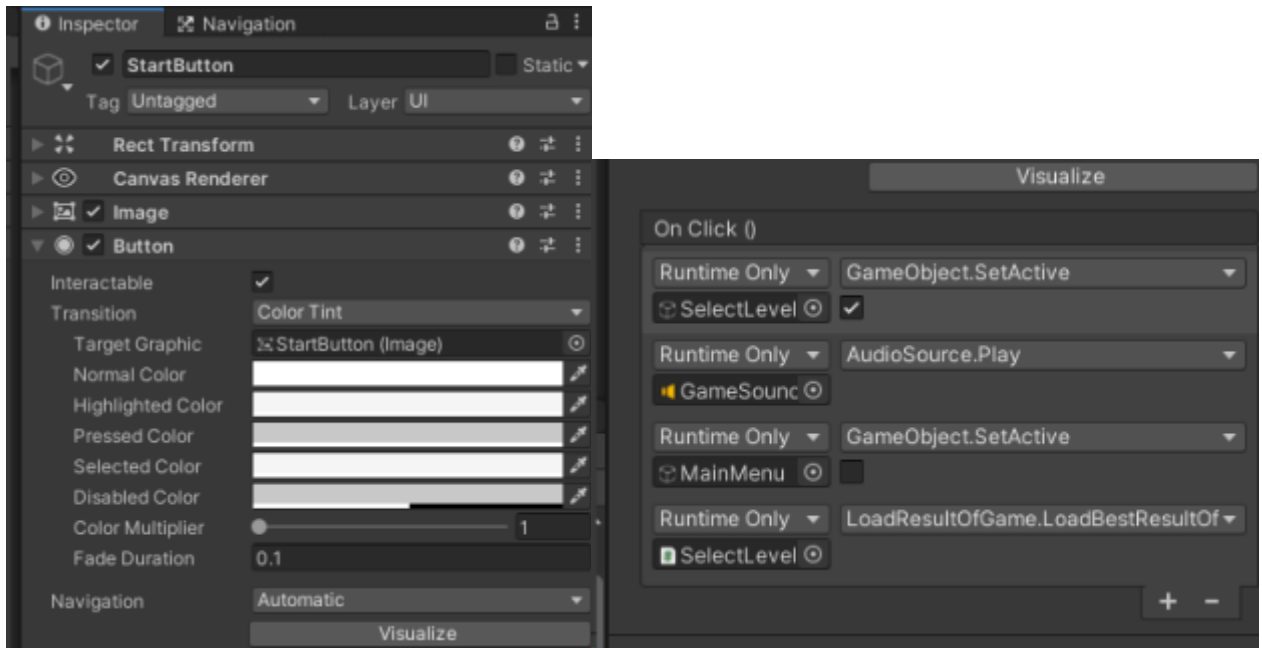 Inspector Navigation
StartButton Static
Tag Untagged Layer UI
Rect Transform
Canvas Renderer
Image
Button
Interactable
Transition Color Tint
Target Graphic StartButton (Image)
Normal Color
Highlighted Color
Pressed Color
Selected Color
Disabled Color
Color Multiplier 1
Fade Duration 0.1
Navigation Automatic
Visualize
Visualize
On Click ()
Runtime Only GameObject.SetActive
SelectLevel
Runtime Only AudioSource.Play
GameSounc
Runtime Only GameObject.SetActive
MainMenu
Runtime Only LoadResultOfGame.LoadBestResultOf
SelectLevel